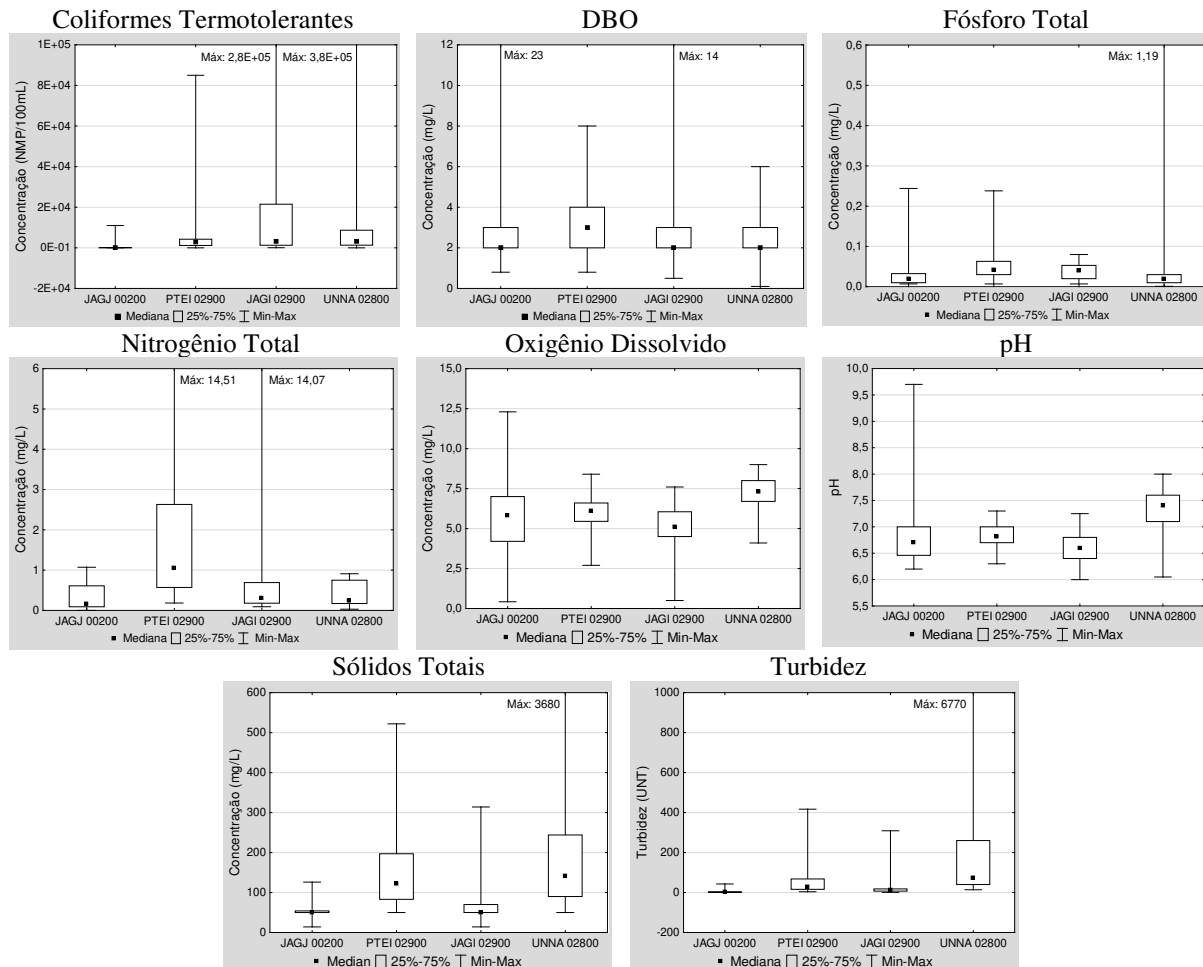 Coliformes Termotolerantes
Concentração (NMP/100mL)
1E+05
8E+04
6E+04
4E+04
2E+04
0E-01
-2E+04
Máx: 2,8E+05
Máx: 3,8E+05
JAGJ 00200 PTEI 02900 JAGI 02900 UNNA 02800
Mediana 25%-75% Min-Max
DBO
Concentração (mg/L)
12
10
8
6
4
2
0
Máx: 23
Máx: 14
JAGJ 00200 PTEI 02900 JAGI 02900 UNNA 02800
Mediana 25%-75% Min-Max
Fósforo Total
Concentração (mg/L)
0,6
0,5
0,4
0,3
0,2
0,1
0,0
Máx: 1,19
JAGJ 00200 PTEI 02900 JAGI 02900 UNNA 02800
Mediana 25%-75% Min-Max
Nitrogênio Total
Concentração (mg/L)
6
5
4
3
2
1
0
Máx: 14,51
Máx: 14,07
JAGJ 00200 PTEI 02900 JAGI 02900 UNNA 02800
Mediana 25%-75% Min-Max
Oxigênio Dissolvido
Concentração (mg/L)
15,0
12,5
10,0
7,5
5,0
2,5
0,0
JAGJ 00200 PTEI 02900 JAGI 02900 UNNA 02800
Mediana 25%-75% Min-Max
pH
pH
10,0
9,5
9,0
8,5
8,0
7,5
7,0
6,5
6,0
5,5
JAGJ 00200 PTEI 02900 JAGI 02900 UNNA 02800
Mediana 25%-75% Min-Max
Sólidos Totais
Concentração (mg/L)
600
500
400
300
200
100
0
Máx: 3680
JAGJ 00200 PTEI 02900 JAGI 02900 UNNA 02800
Median 25%-75% Min-Max
Turbidez
Turbidez (UNT)
1000
800
600
400
200
0
-200
Máx: 6770
JAGJ 00200 PTEI 02900 JAGI 02900 UNNA 02800
Mediana 25%-75% Min-Max